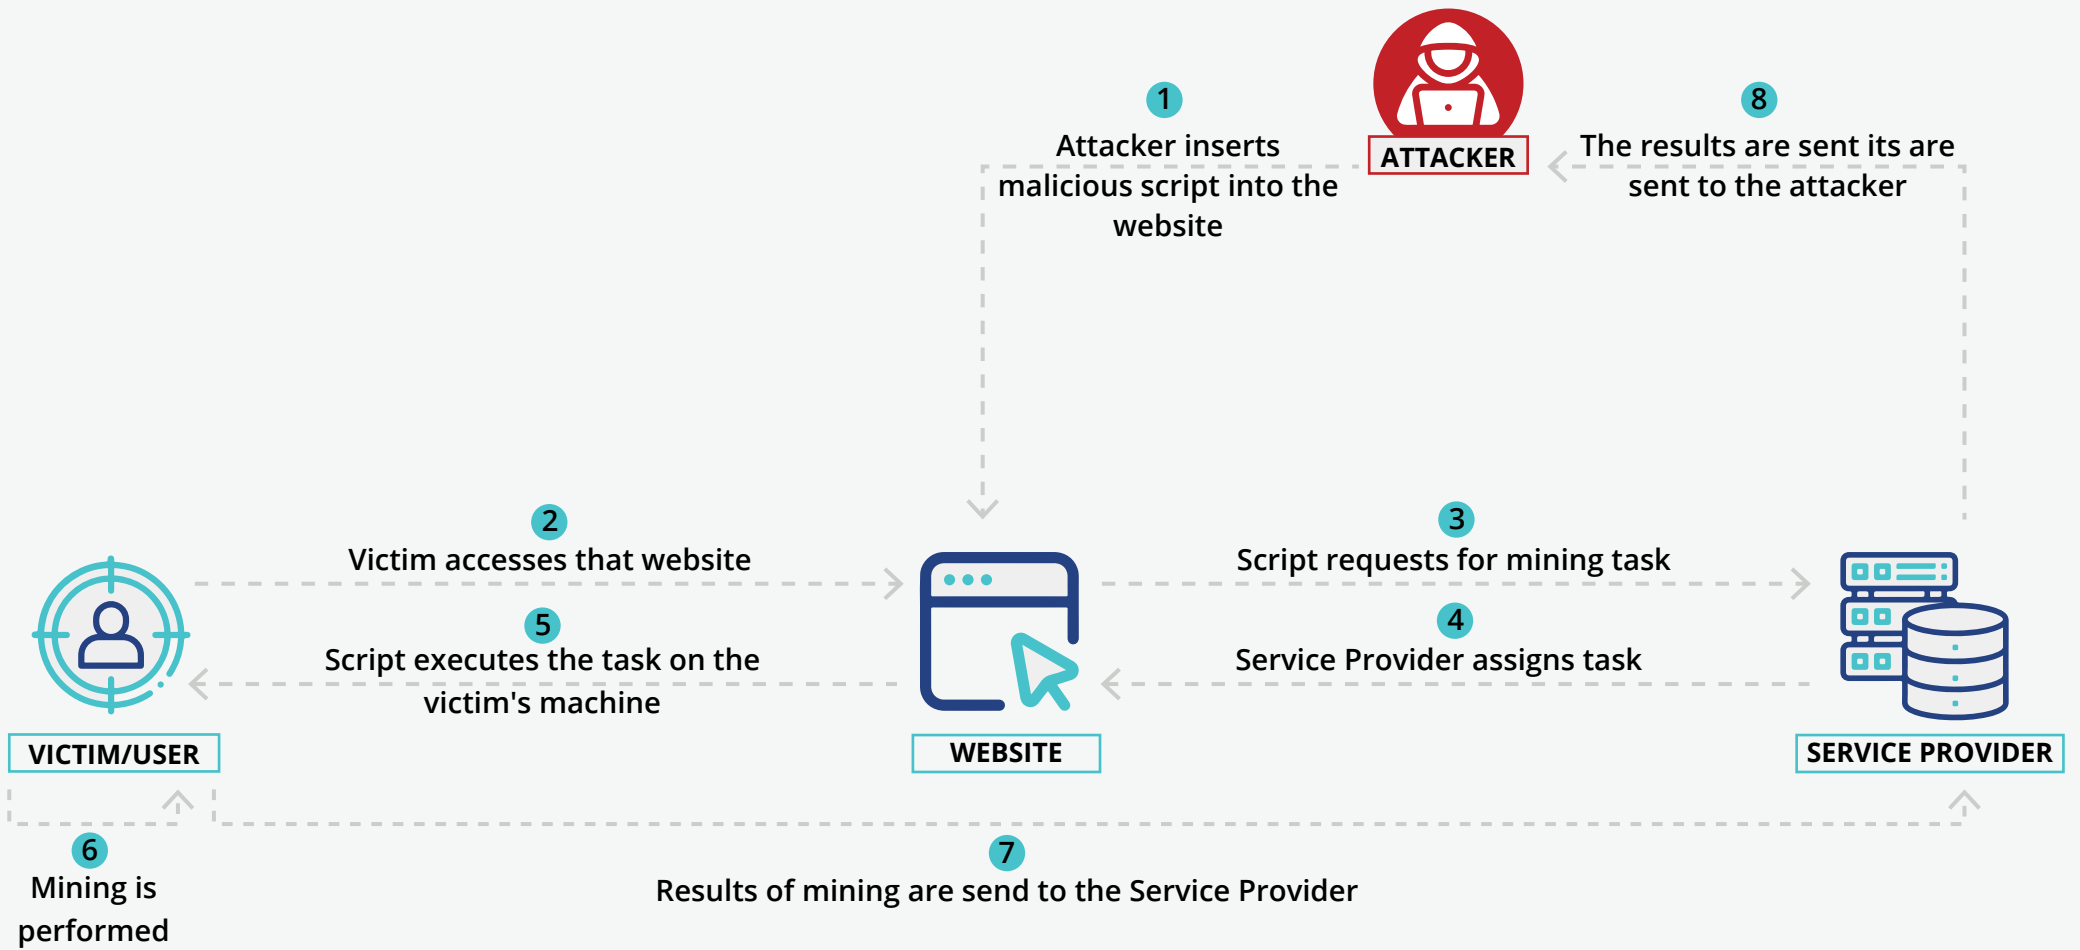 1
Attacker inserts
malicious script into the
website
ATTACKER
8
The results are sent its are
sent to the attacker
2
Victim accesses that website
3
Script requests for mining task
5
Script executes the task on the
victim's machine
4
Service Provider assigns task
VICTIM/USER
WEBSITE
SERVICE PROVIDER
6
Mining is
performed
7
Results of mining are send to the Service Provider